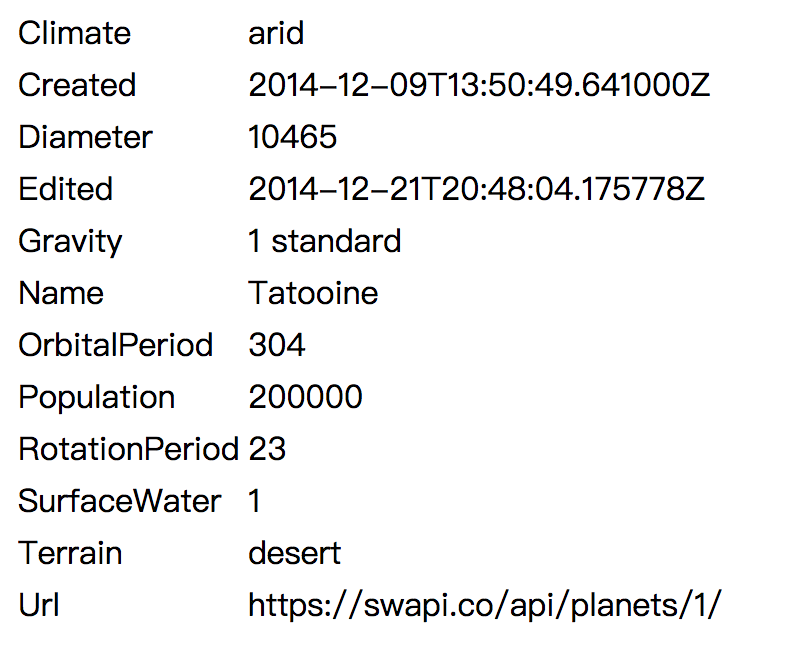 Climate arid
Created 2014-12-09T13:50:49.641000Z
Diameter 10465
Edited 2014-12-21T20:48:04.175778Z
Gravity 1 standard
Name Tatooine
OrbitalPeriod 304
Population 200000
RotationPeriod 23
SurfaceWater 1
Terrain desert
Url https://swapi.co/api/planets/1/